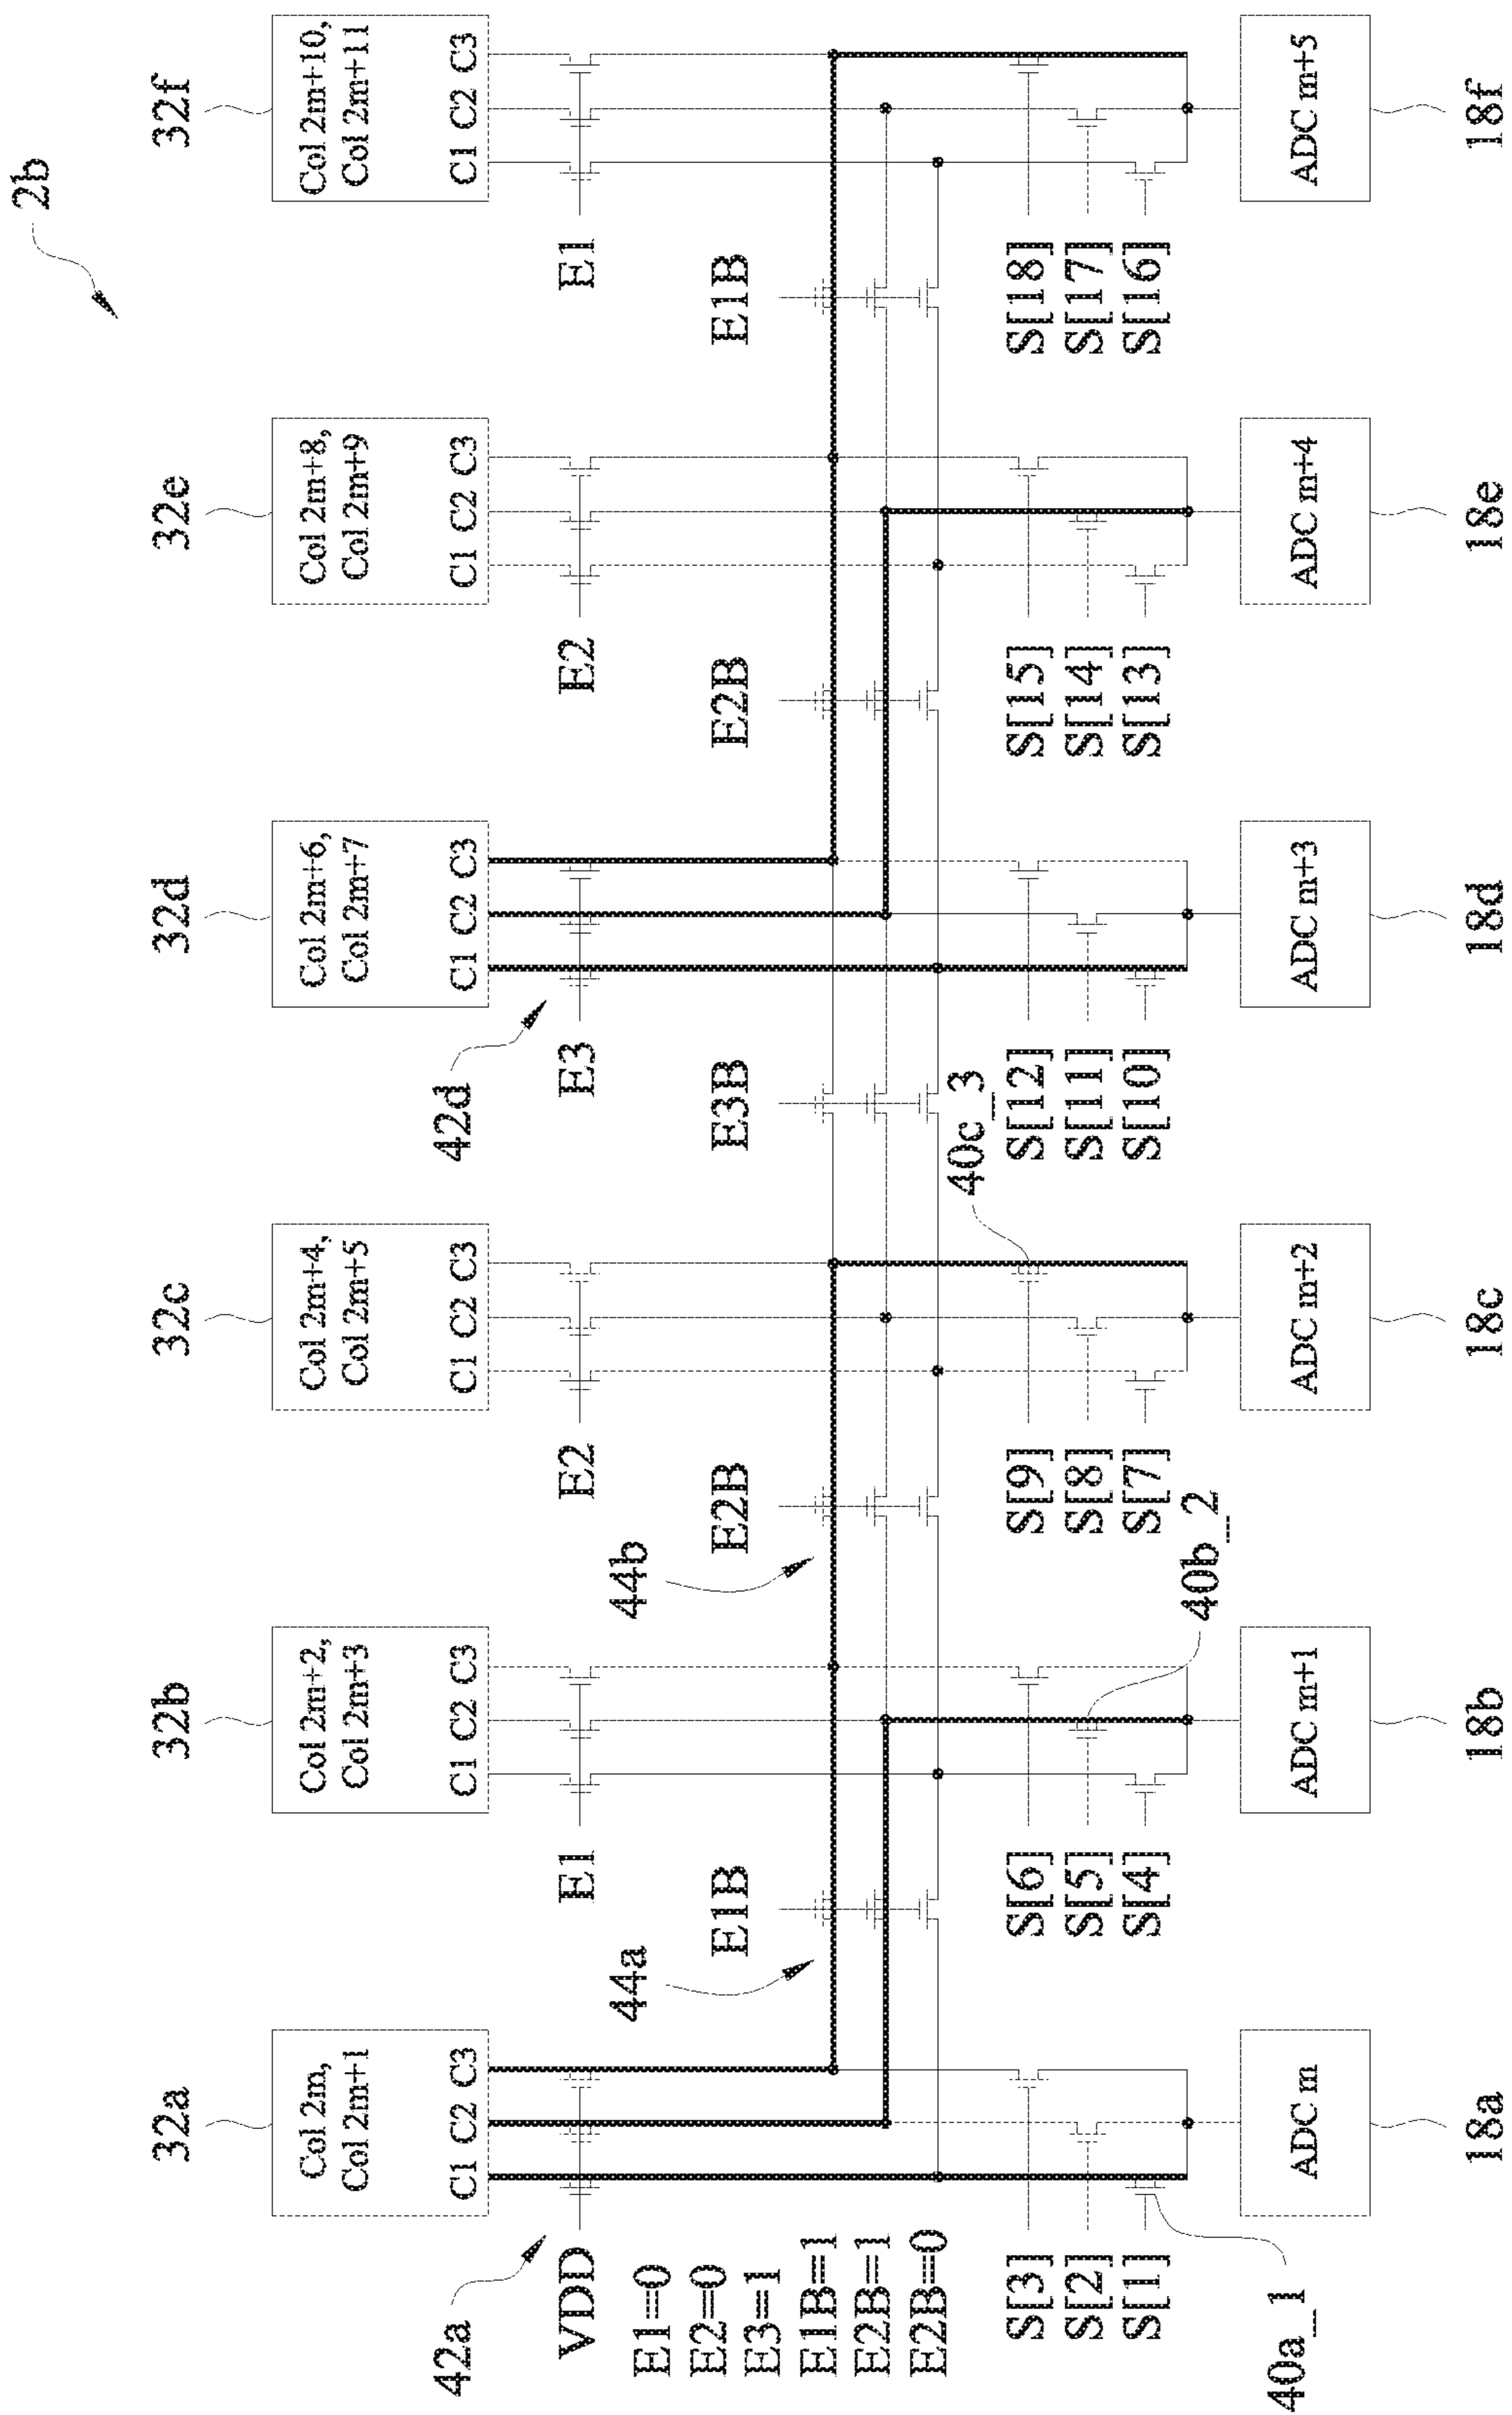 2b
32a
32b
32c
32d
32e
32f
Col 2m,
Col 2m+1
C1 C2 C3
Col 2m+2,
Col 2m+3
C1 C2 C3
Col 2m+4,
Col 2m+5
C1 C2 C3
Col 2m+6,
Col 2m+7
C1 C2 C3
Col 2m+8,
Col 2m+9
C1 C2 C3
Col 2m+10,
Col 2m+11
C1 C2 C3
42a
42d
VDD
E1
E2
E3
E2
E1
44a
44b
E1B
E2B
E3B
E2B
E1B
E1=0
E2=0
E3=1
E1B=1
E2B=1
E2B=0
40c_3
S[3]
S[2]
S[1]
S[6]
S[5]
S[4]
S[9]
S[8]
S[7]
S[12]
S[11]
S[10]
S[15]
S[14]
S[13]
S[18]
S[17]
S[16]
40a_1
40b_2
ADC m
ADC m+1
ADC m+2
ADC m+3
ADC m+4
ADC m+5
18a
18b
18c
18d
18e
18f